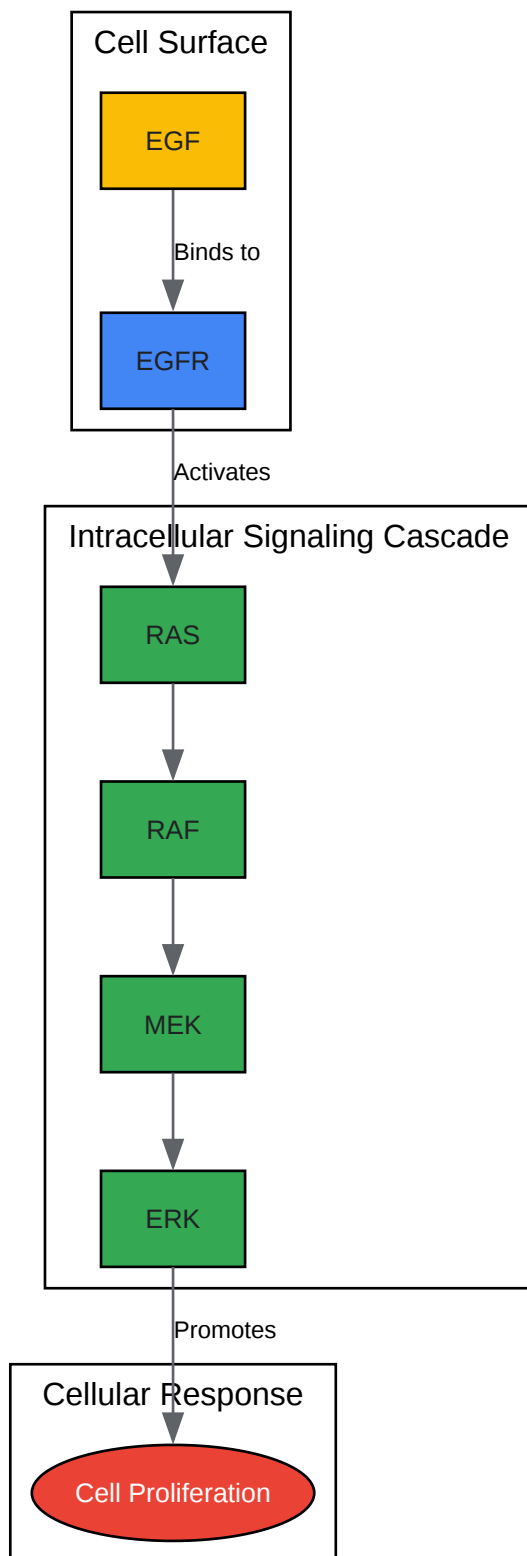 Cell Surface
EGF
Binds to
EGFR
Activates
Intracellular Signaling Cascade
RAS
RAF
MEK
ERK
Promotes
Cellular Response
Cell Proliferation